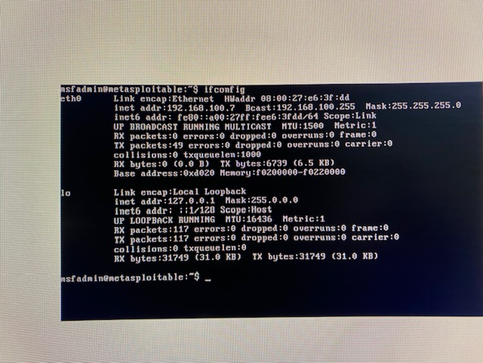 msfadmin@metasploitable:~$ ifconfig
eth0 Link encap:Ethernet HWaddr 08:00:27:e6:3f:dd
inet addr:192.168.100.7 Bcast:192.168.100.255 Mask:255.255.255.0
inet6 addr: fe80::a00:27ff:fee6:3fdd/64 Scope:Link
UP BROADCAST RUNNING MULTICAST MTU:1500 Metric:1
RX packets:0 errors:0 dropped:0 overruns:0 frame:0
TX packets:49 errors:0 dropped:0 overruns:0 carrier:0
collisions:0 txqueuelen:1000
RX bytes:0 (0.0 B) TX bytes:6739 (6.5 KB)
Base address:0xd020 Memory:f0200000-f0220000
lo Link encap:Local Loopback
inet addr:127.0.0.1 Mask:255.0.0.0
inet6 addr: ::1/128 Scope:Host
UP LOOPBACK RUNNING MTU:16436 Metric:1
RX packets:117 errors:0 dropped:0 overruns:0 frame:0
TX packets:117 errors:0 dropped:0 overruns:0 carrier:0
collisions:0 txqueuelen:0
RX bytes:31749 (31.0 KB) TX bytes:31749 (31.0 KB)
msfadmin@metasploitable:~$ _